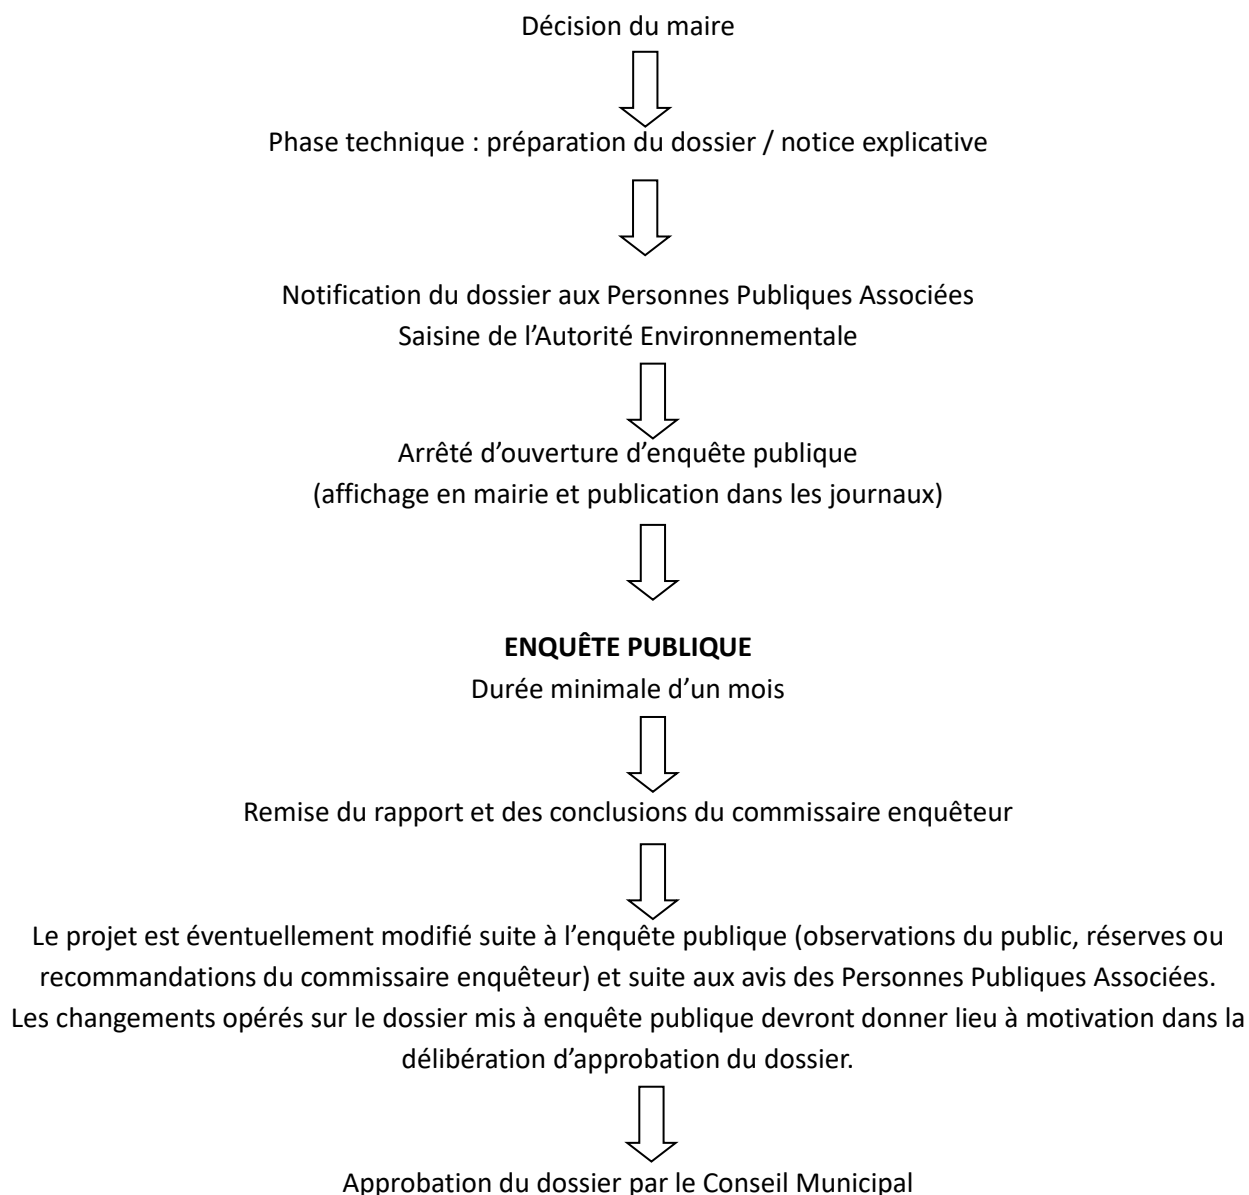 Décision du maire
Phase technique : préparation du dossier / notice explicative
Notification du dossier aux Personnes Publiques Associées
Saisine de l’Autorité Environnementale
Arrêté d’ouverture d’enquête publique
(affichage en mairie et publication dans les journaux)
ENQUÊTE PUBLIQUE
Durée minimale d’un mois
Remise du rapport et des conclusions du commissaire enquêteur
Le projet est éventuellement modifié suite à l’enquête publique (observations du public, réserves ou
recommandations du commissaire enquêteur) et suite aux avis des Personnes Publiques Associées.
Les changements opérés sur le dossier mis à enquête publique devront donner lieu à motivation dans la
délibération d’approbation du dossier.
Approbation du dossier par le Conseil Municipal